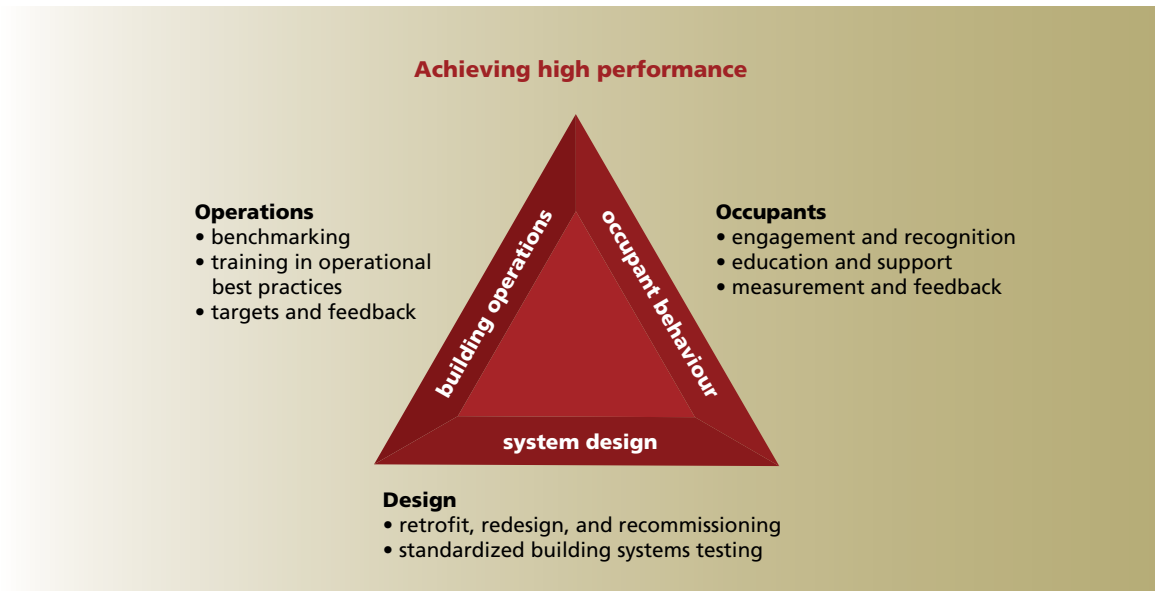 Achieving high performance
Operations
• benchmarking
• training in operational
best practices
• targets and feedback
building operations
occupant behaviour
system design
Occupants
• engagement and recognition
• education and support
• measurement and feedback
Design
• retrofit, redesign, and recommissioning
• standardized building systems testing